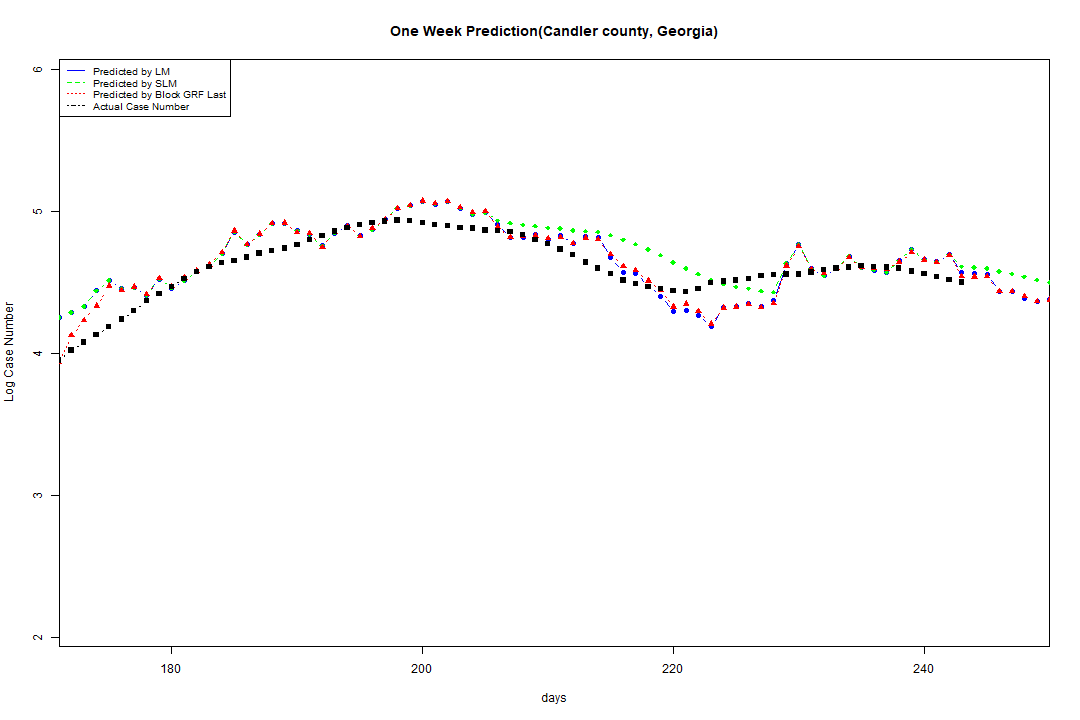 One Week Prediction(Candler county, Georgia)
Predicted by LM
Predicted by SLM
Predicted by Block GRF Last
Actual Case Number
6
5
4
3
2
Log Case Number
180 200 220 240
days